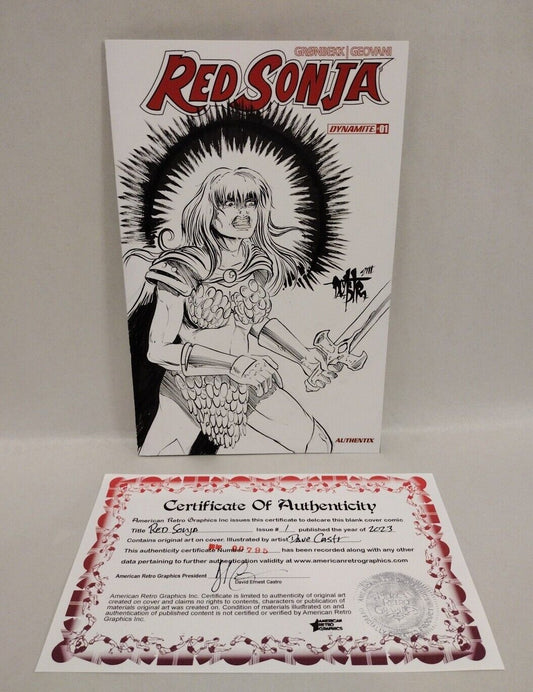 GRØNBEKK | GEOVANI
RED SONJA
DYNAMITE #01
AUTHENTIX
Certificate Of Authenticity
American Retro Graphics Inc issues this certificate to delcare this blank cover comic
Title Red Sonja Issue # 1 published the year of 2023
Contains original art on cover. Illustrated by artist Dave Castr
This authenticity certificate Number 00795 has been recorded along with any other
data pertaining to further authentication validity at www.americanretrographics.com
American Retro Graphics President
David Ernest Castro
American Retro Graphics Inc. Certificate is limited to authenticity of original
art created on cover and claims no rights to contents, characters or publication of
materials original art was created on. Condition of materials illustrated on and
authentication of published content is not certified or verified by American Retro
Graphics Inc.
AMERICAN
RETRO
GRAPHICS